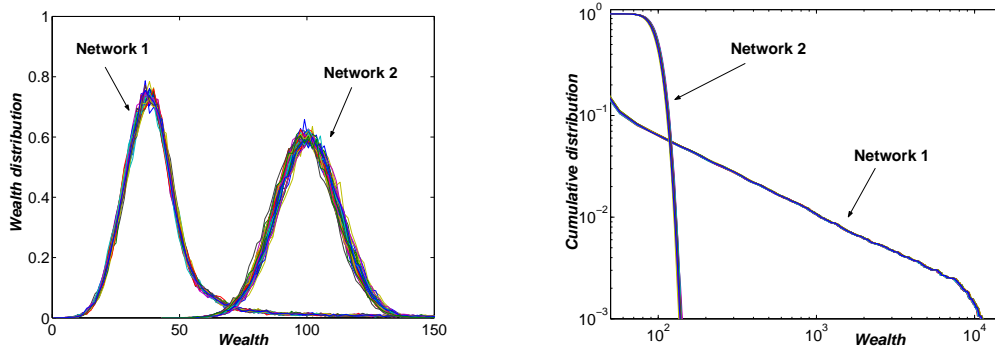 1
0.8
0.6
0.4
0.2
0
0
50
100
150
Wealth distribution
Wealth
Network 1
Network 2
10^0
10^-1
10^-2
10^-3
10^2
10^3
10^4
Cumulative distribution
Wealth
Network 2
Network 1